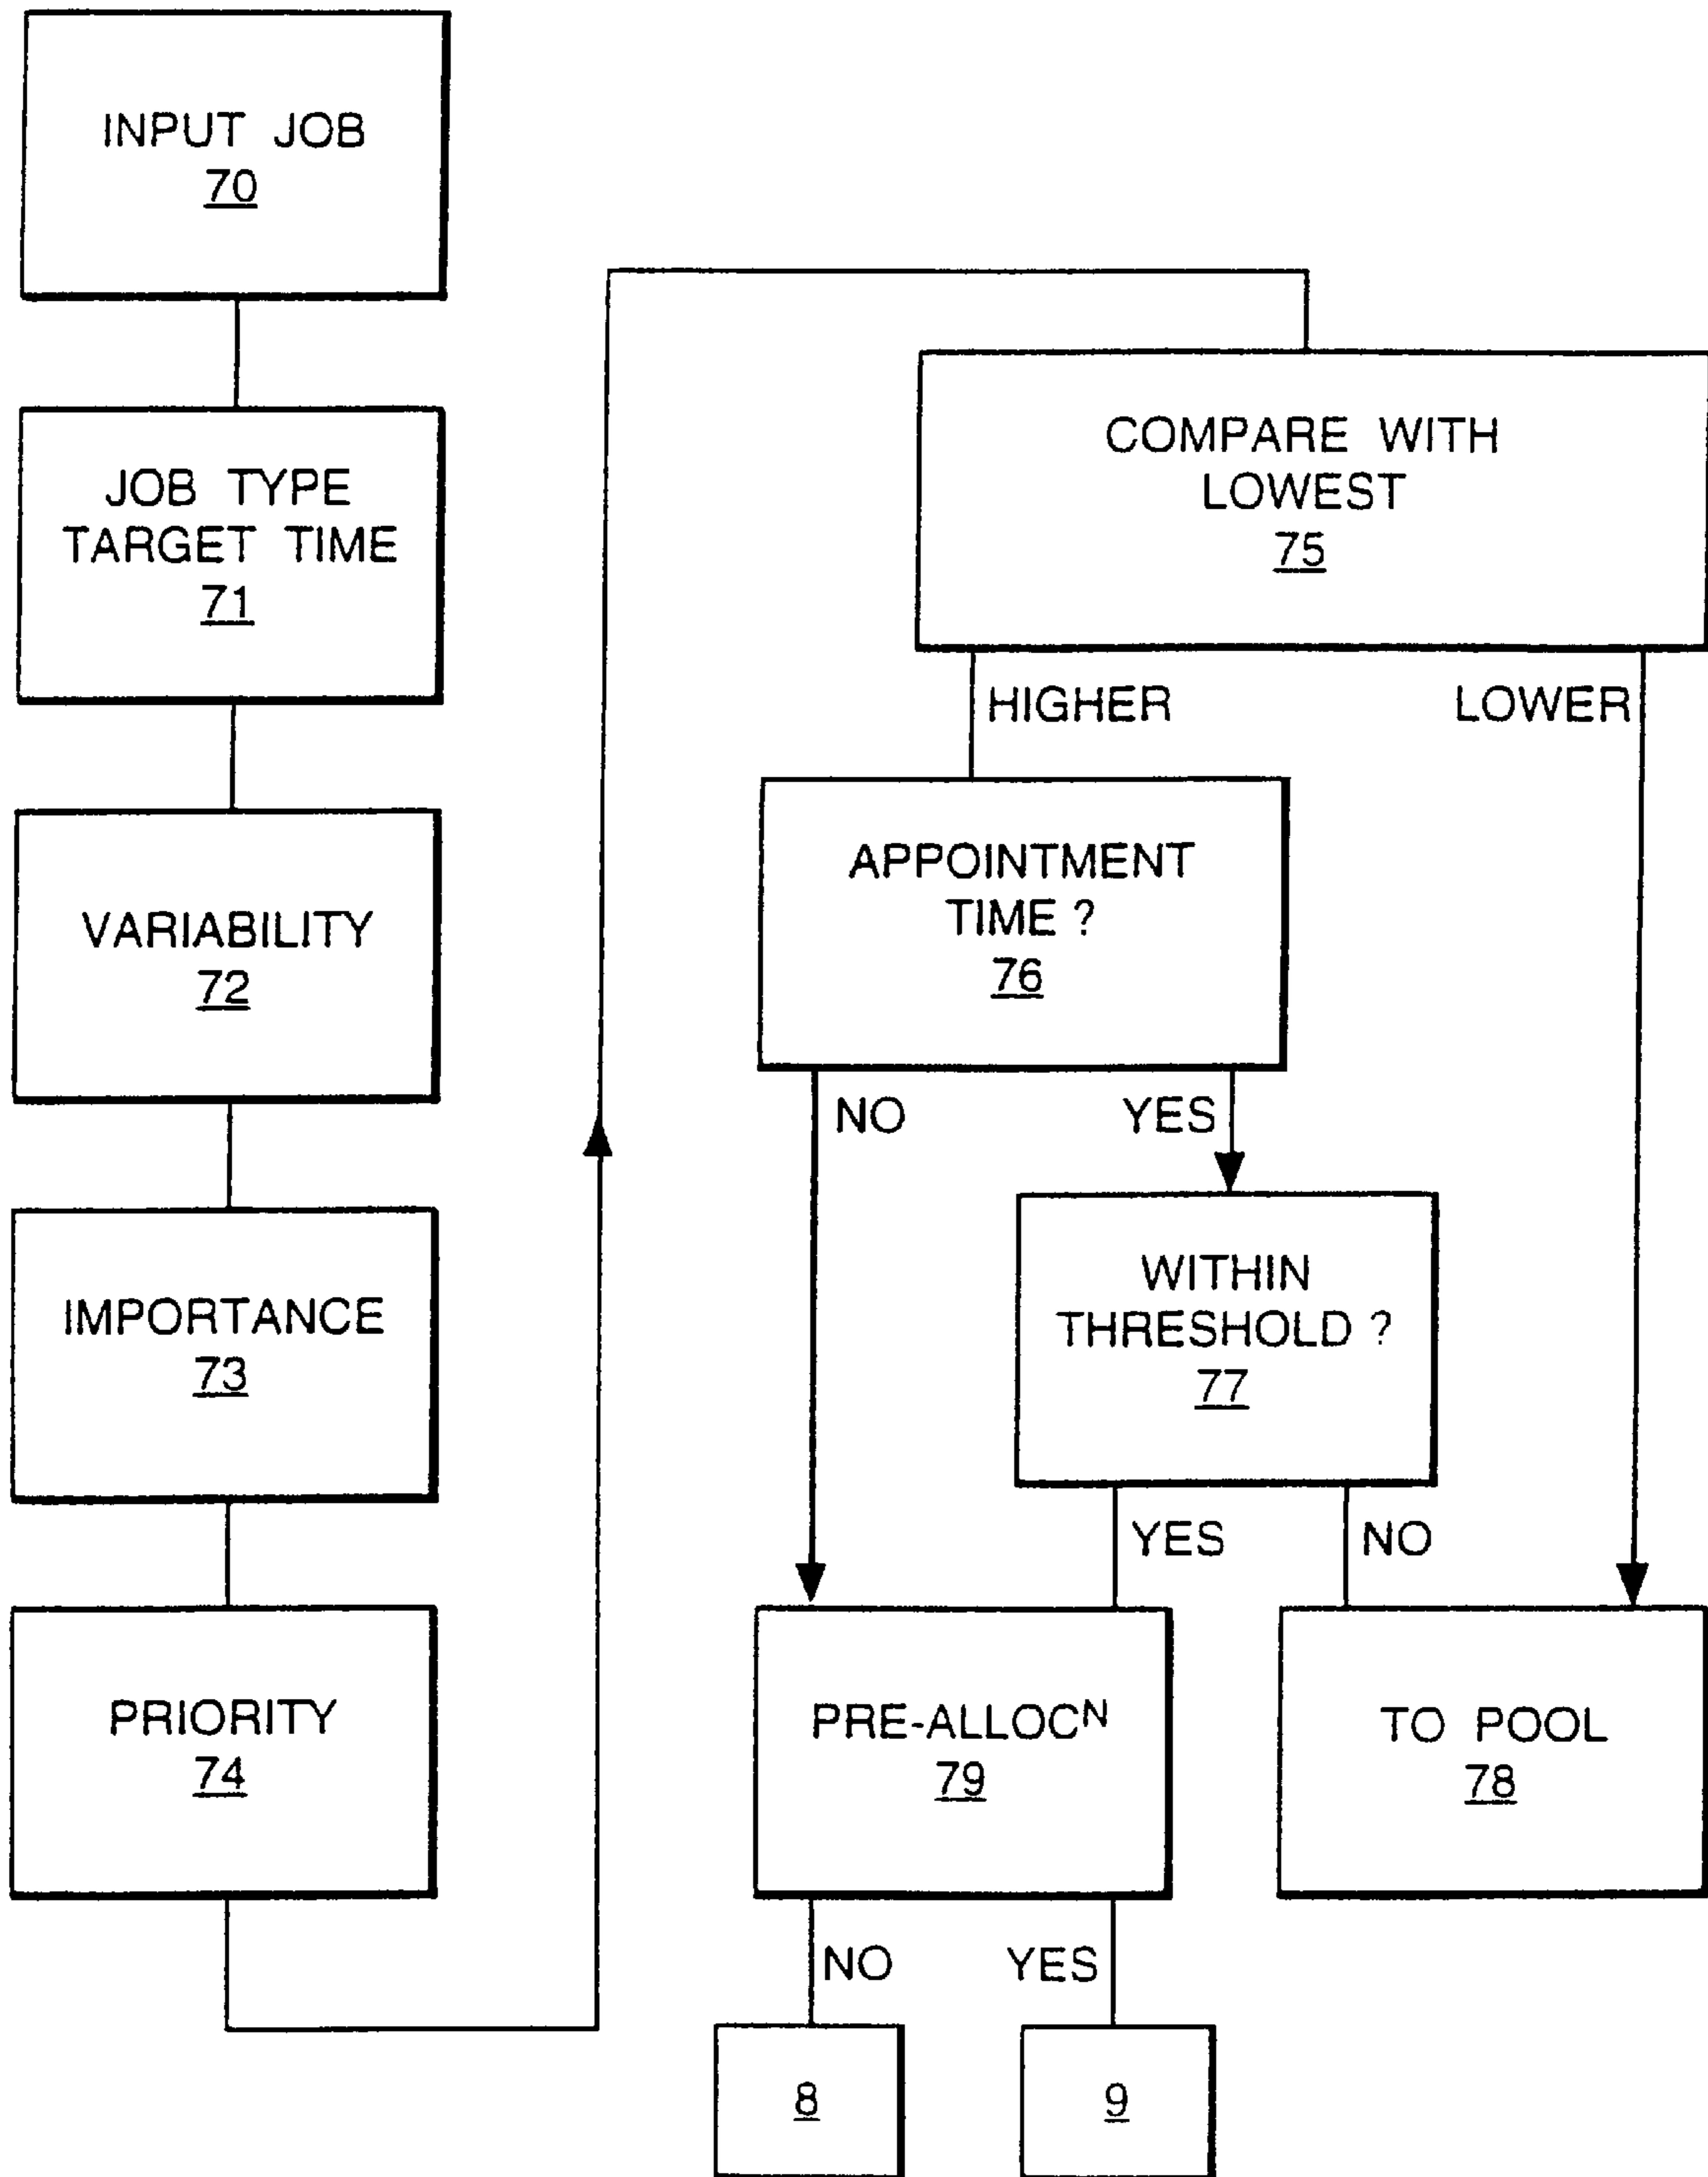 INPUT JOB
70
JOB TYPE
TARGET TIME
71
VARIABILITY
72
IMPORTANCE
73
PRIORITY
74
COMPARE WITH
LOWEST
75
HIGHER
LOWER
APPOINTMENT
TIME ?
76
NO
YES
WITHIN
THRESHOLD ?
77
YES
NO
PRE-ALLOCᴺ
79
TO POOL
78
NO
YES
8
9